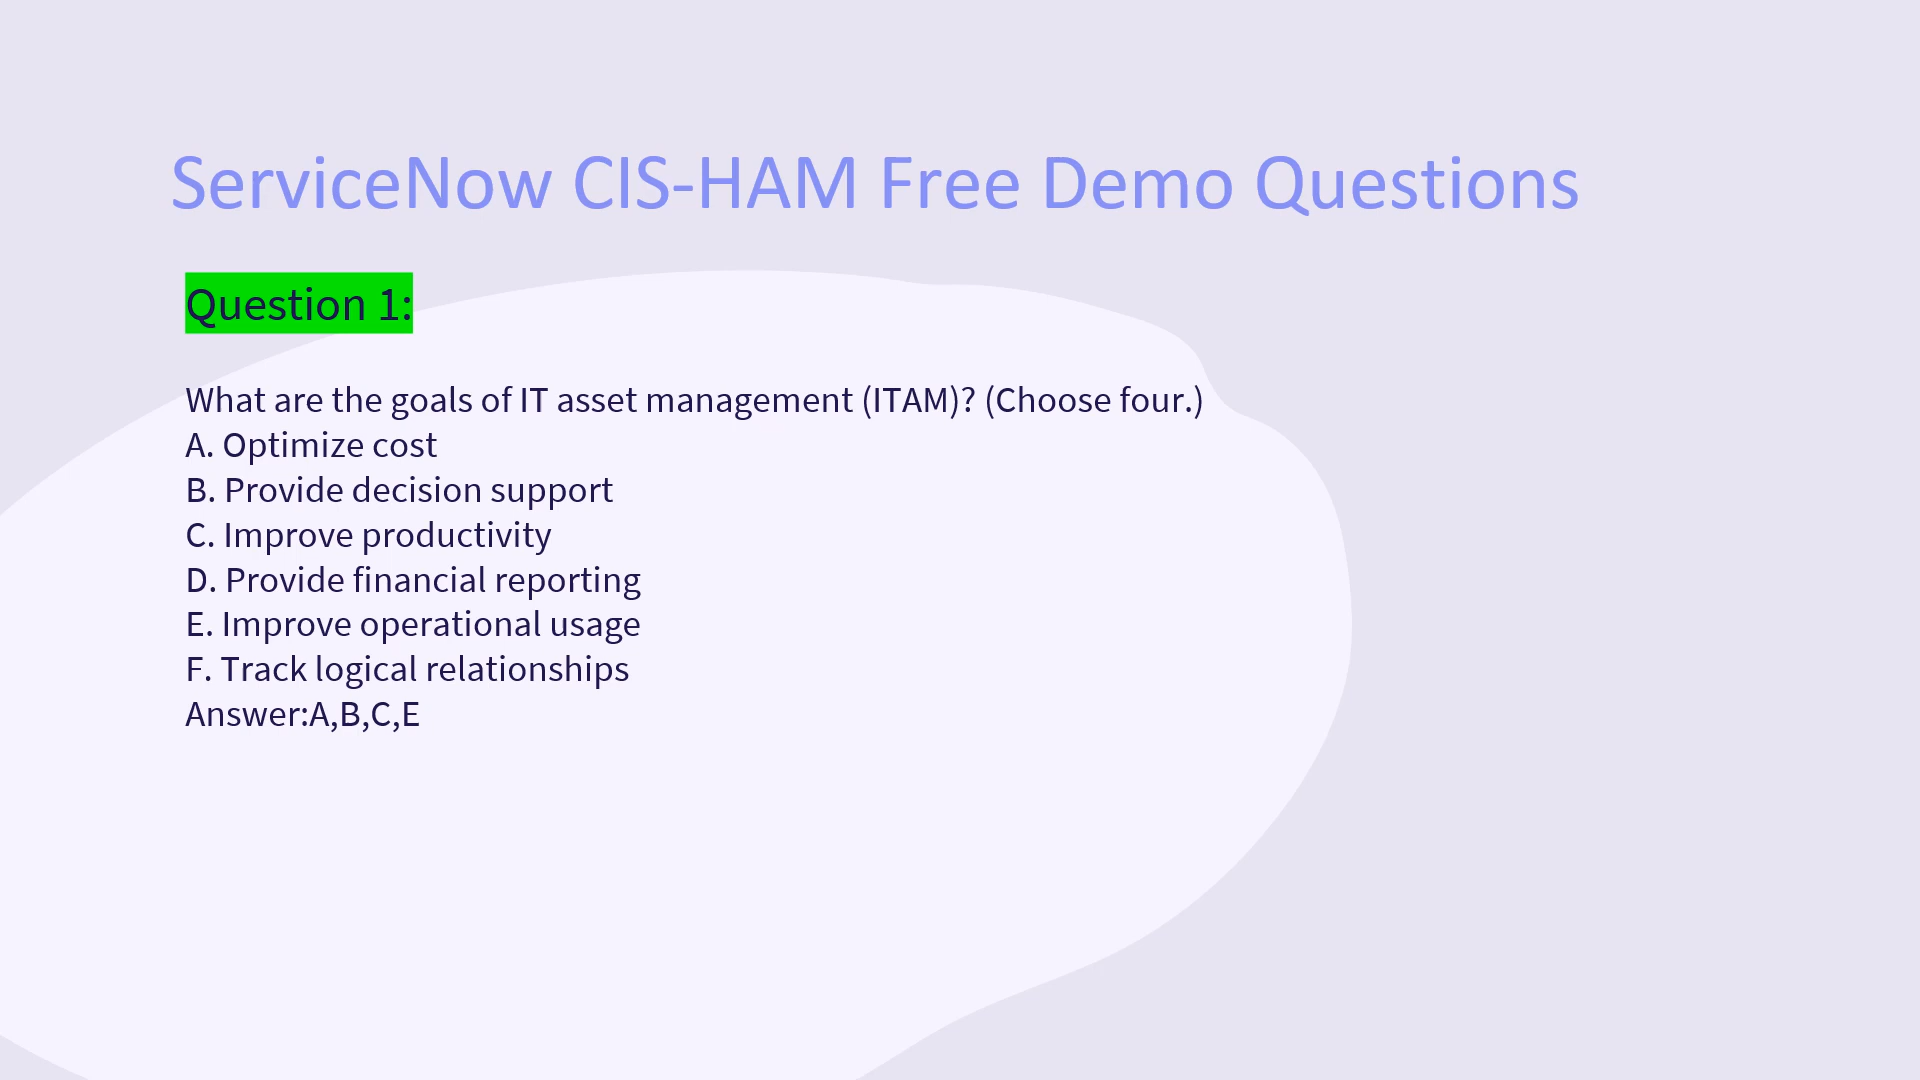 ServiceNow CIS-HAM Free Demo Questions
Question 1:
What are the goals of IT asset management (ITAM)? (Choose four.)
A. Optimize cost
B. Provide decision support
C. Improve productivity
D. Provide financial reporting
E. Improve operational usage
F. Track logical relationships
Answer:A,B,C,E